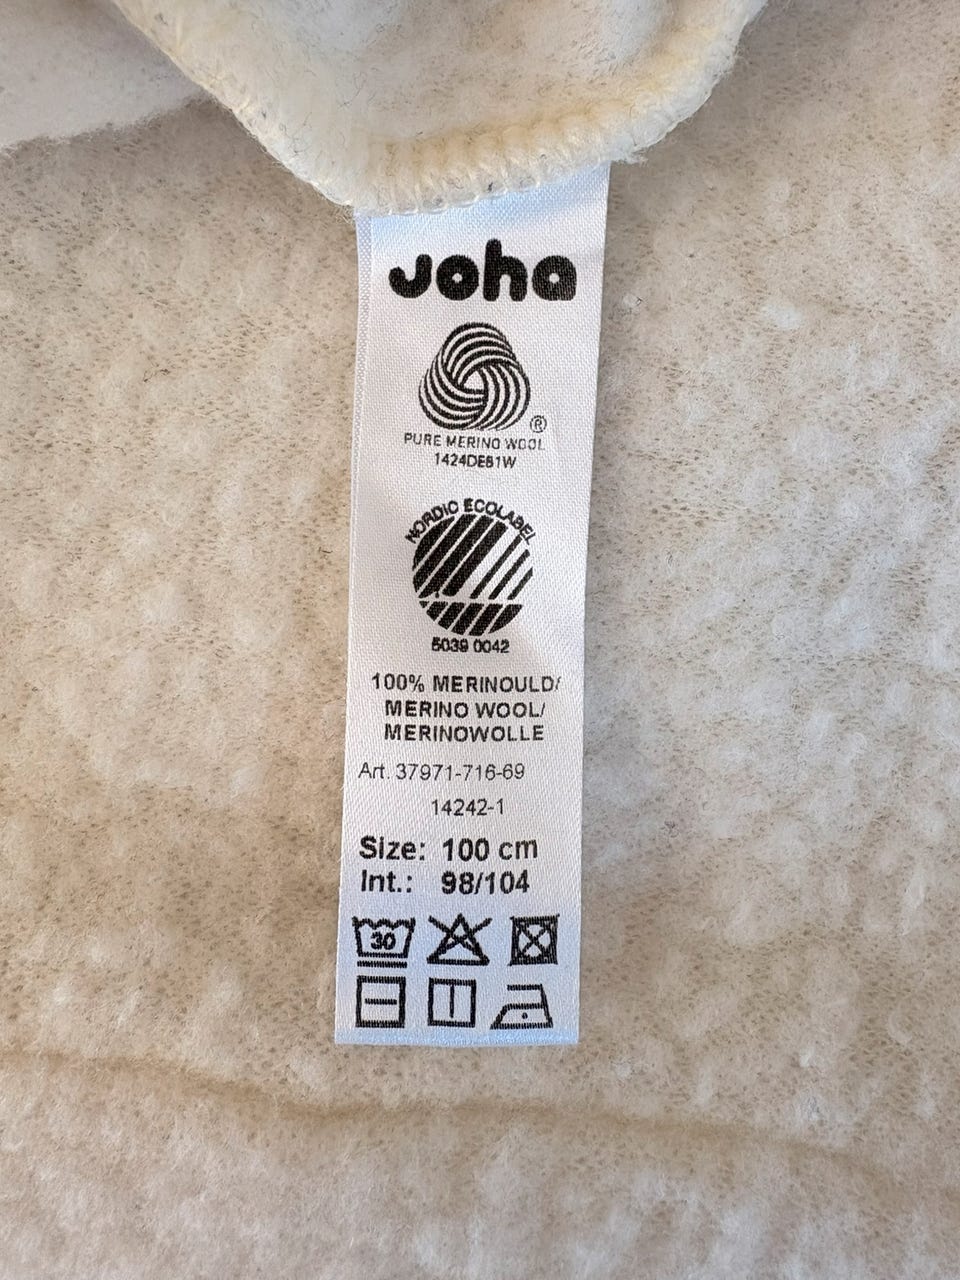 Joha
®
PURE MERINO WOOL
1424DE81W
NORDIC ECOLABEL
5039 0042
100% MERINOULD/
MERINO WOOL/
MERINOWOLLE
Art. 37971-716-69
14242-1
Size: 100 cm
Int.: 98/104
30